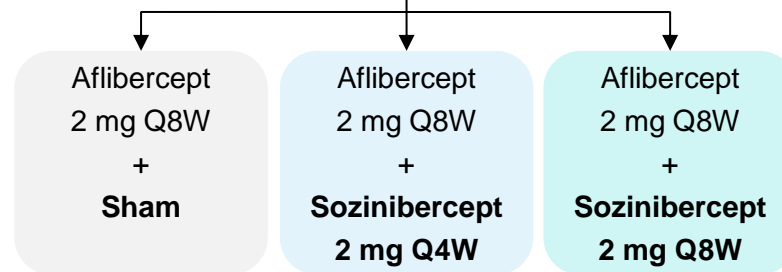 Aflibercept
2 mg Q8W
+
Sham
Aflibercept
2 mg Q8W
+
Sozinibercept
2 mg Q4W
Aflibercept
2 mg Q8W
+
Sozinibercept
2 mg Q8W